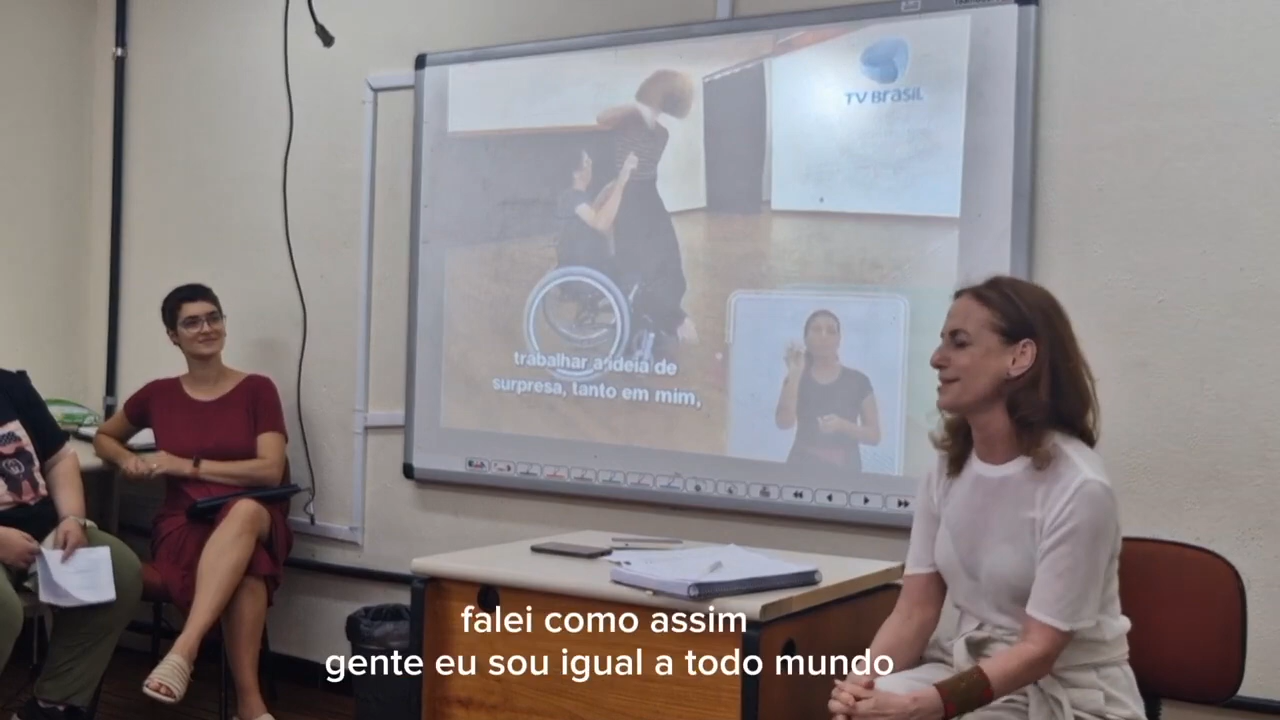 TV Brasil
trabalhar a ideia de
surpresa, tanto em mim,
falei como assim
gente eu sou igual a todo mundo